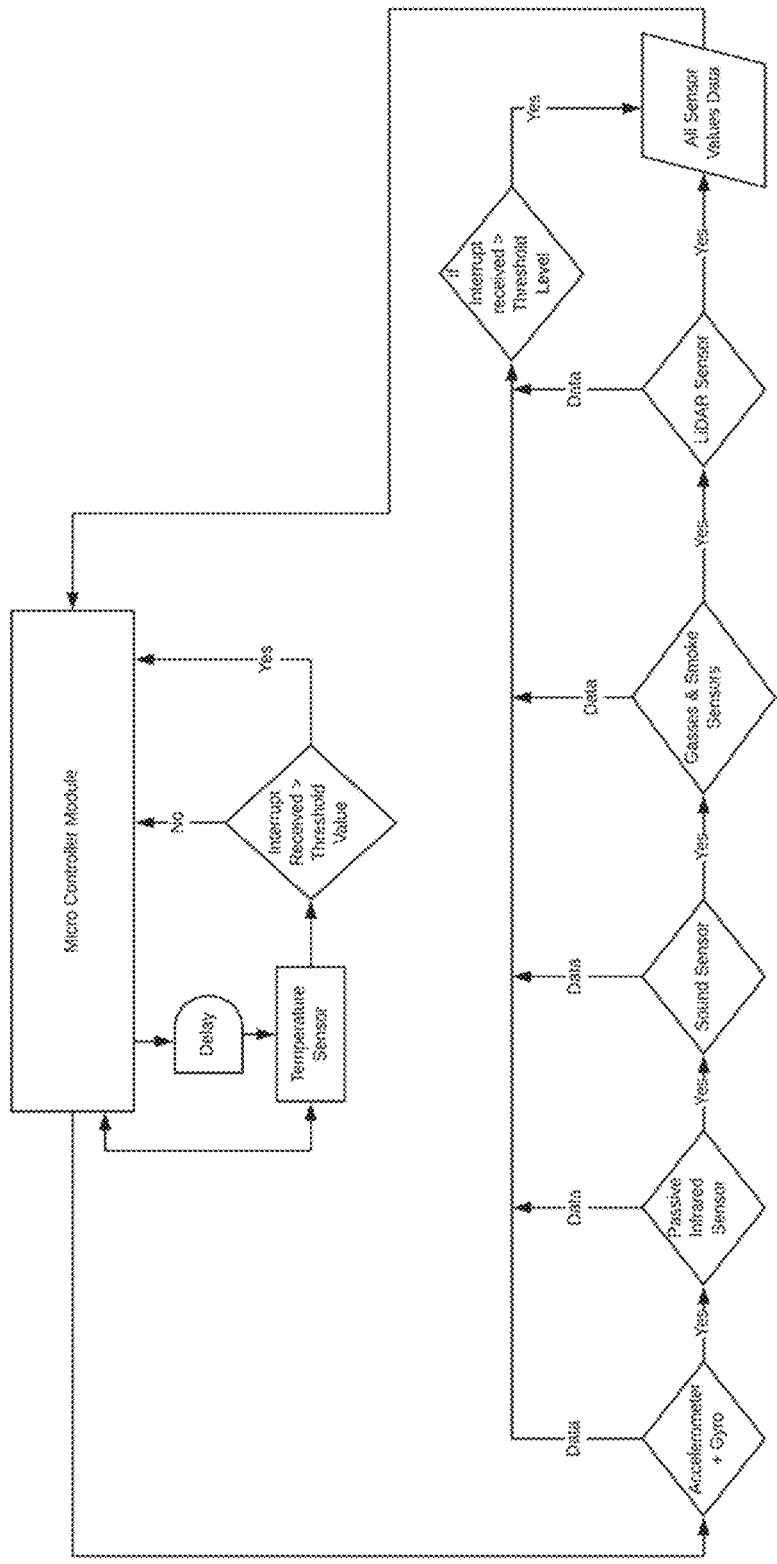 Micro Controller Module
Delay
Temperature
Sensor
Interrupt
Received >
Threshold
Value
No
Yes
If
Interrupt
received >
Threshold
Level
Yes
Data
Data
Data
Data
Data
Accelerometer
+ Gyro
Yes
Passive
Infrared
Sensor
Yes
Sound Sensor
Yes
Gasses & Smoke
Sensors
Yes
LiDAR Sensor
Yes
All Sensor
Values Data